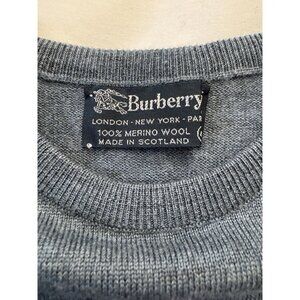 Burberry
LONDON - NEW YORK - PAR
100% MERINO WOOL
MADE IN SCOTLAND